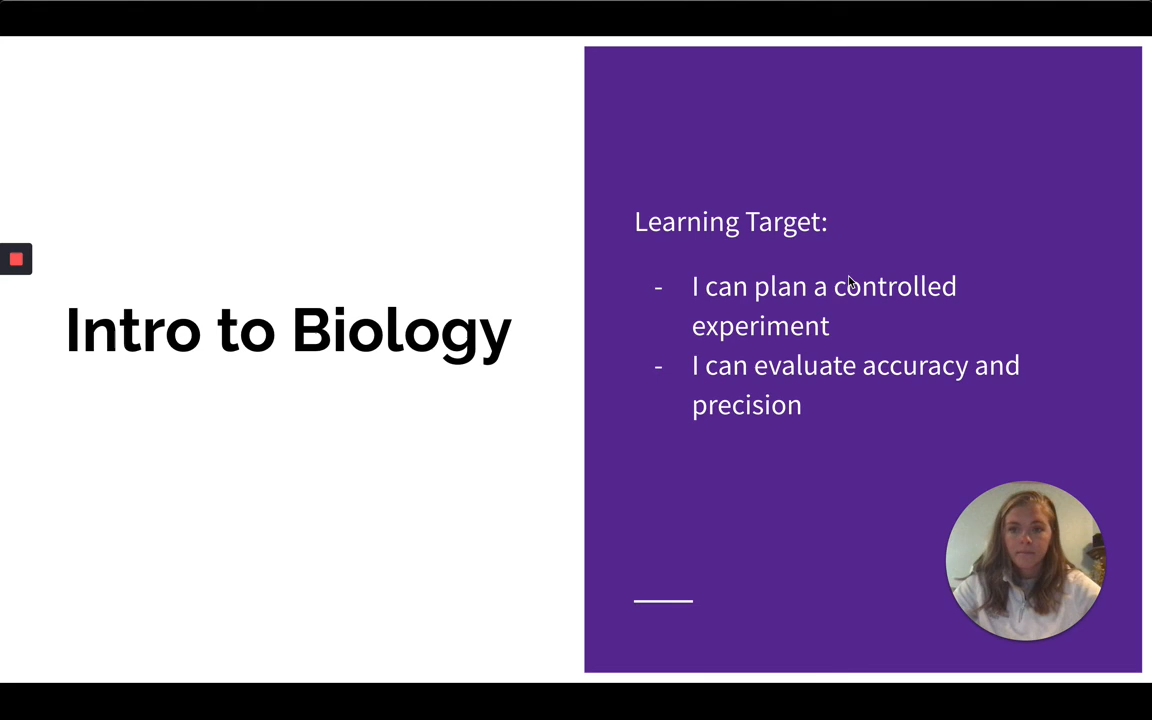 Intro to Biology
Learning Target:
- I can plan a controlled
experiment
- I can evaluate accuracy and
precision